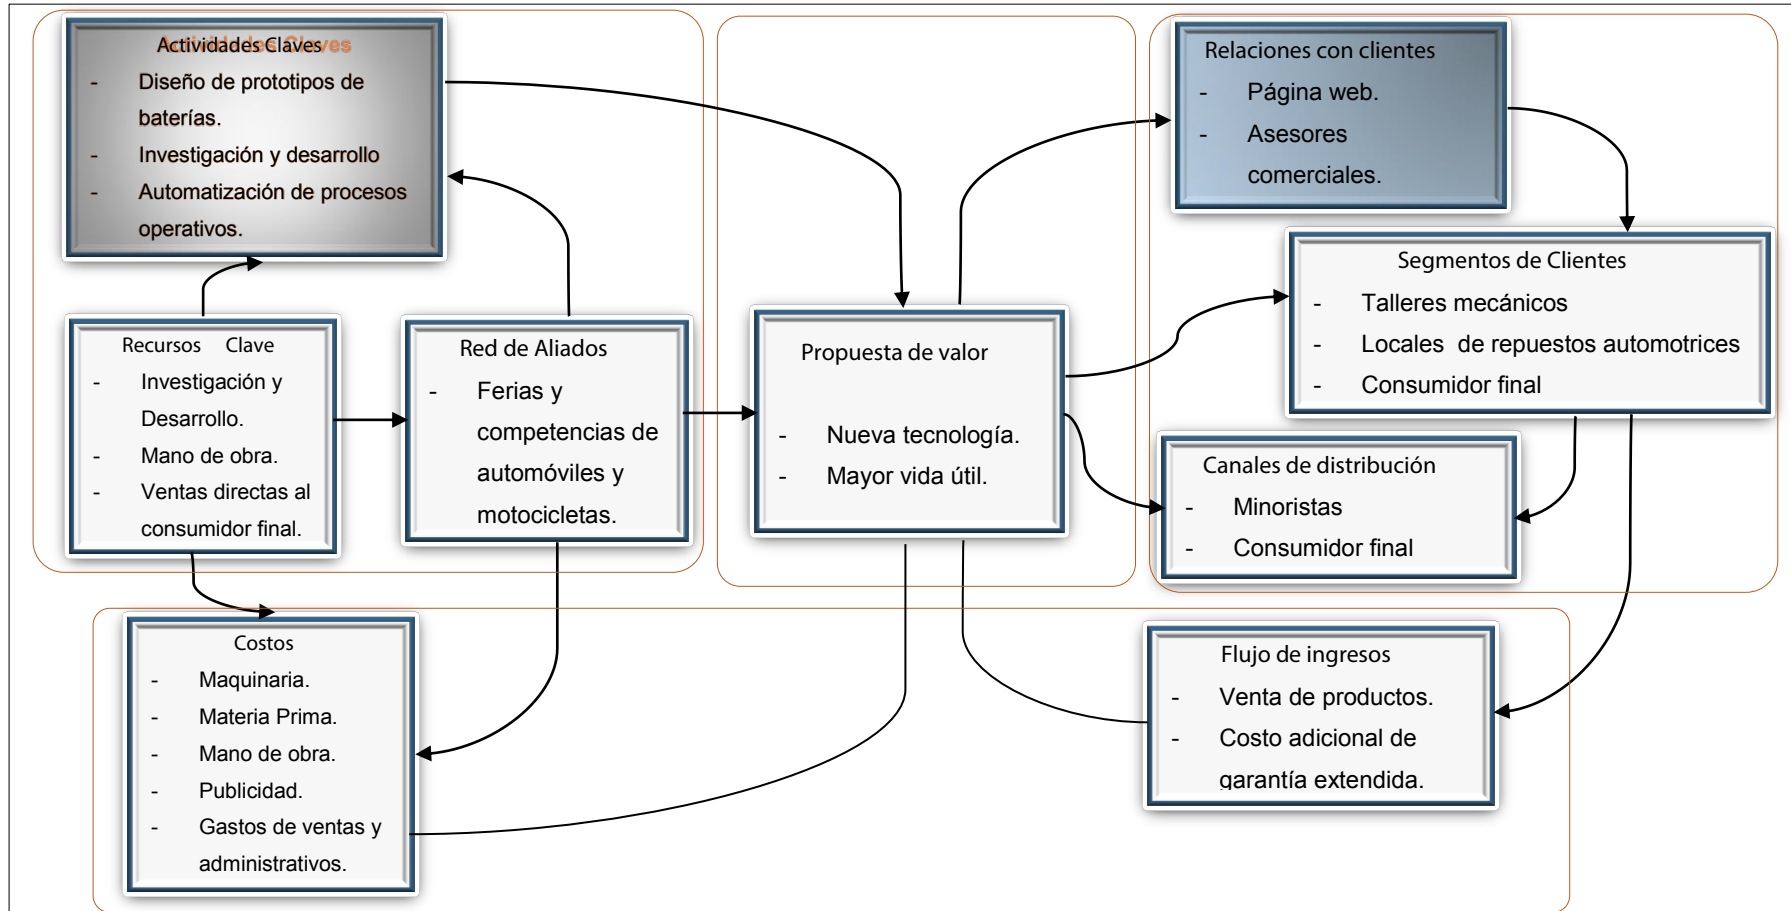 Actividades Claves
- Diseño de prototipos de
baterías.
- Investigación y desarrollo
- Automatización de procesos
operativos.
Recursos Clave
- Investigación y
Desarrollo.
- Mano de obra.
- Ventas directas al
consumidor final.
Red de Aliados
- Ferias y
competencias de
automóviles y
motocicletas.
Propuesta de valor
- Nueva tecnología.
- Mayor vida útil.
Relaciones con clientes
- Página web.
- Asesores
comerciales.
Segmentos de Clientes
- Talleres mecánicos
- Locales de repuestos automotrices
- Consumidor final
Canales de distribución
- Minoristas
- Consumidor final
Costos
- Maquinaria.
- Materia Prima.
- Mano de obra.
- Publicidad.
- Gastos de ventas y
administrativos.
Flujo de ingresos
- Venta de productos.
- Costo adicional de
garantía extendida.